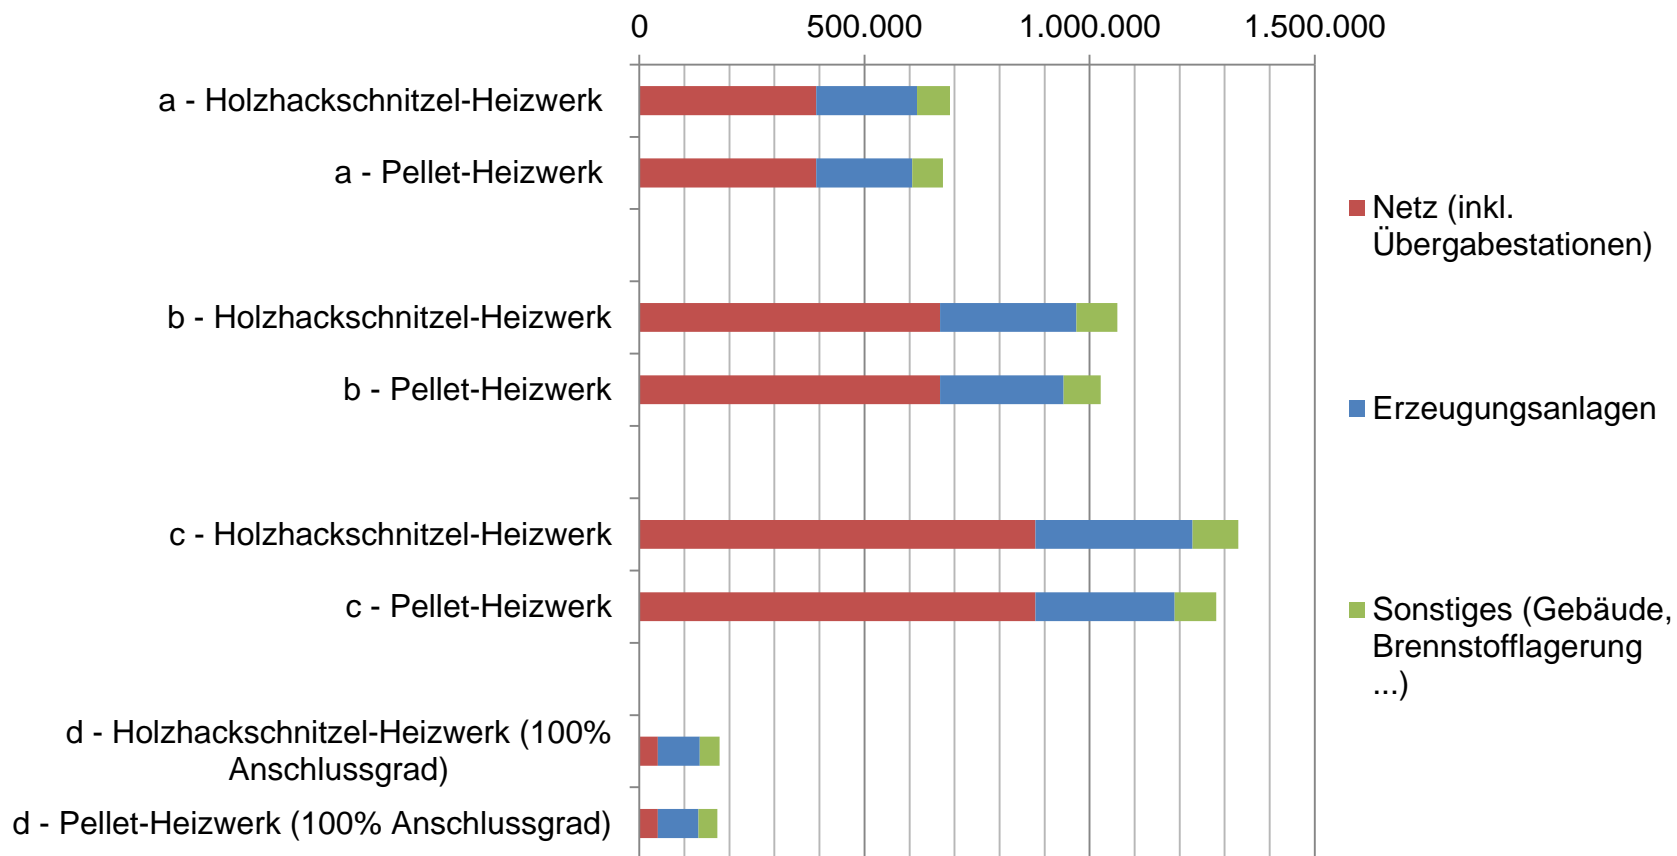 0 500.000 1.000.000 1.500.000
a - Holzhackschnitzel-Heizwerk
a - Pellet-Heizwerk
b - Holzhackschnitzel-Heizwerk
b - Pellet-Heizwerk
c - Holzhackschnitzel-Heizwerk
c - Pellet-Heizwerk
d - Holzhackschnitzel-Heizwerk (100%
Anschlussgrad)
d - Pellet-Heizwerk (100% Anschlussgrad)
Netz (inkl.
Übergabestationen)
Erzeugungsanlagen
Sonstiges (Gebäude,
Brennstofflagerung
...)